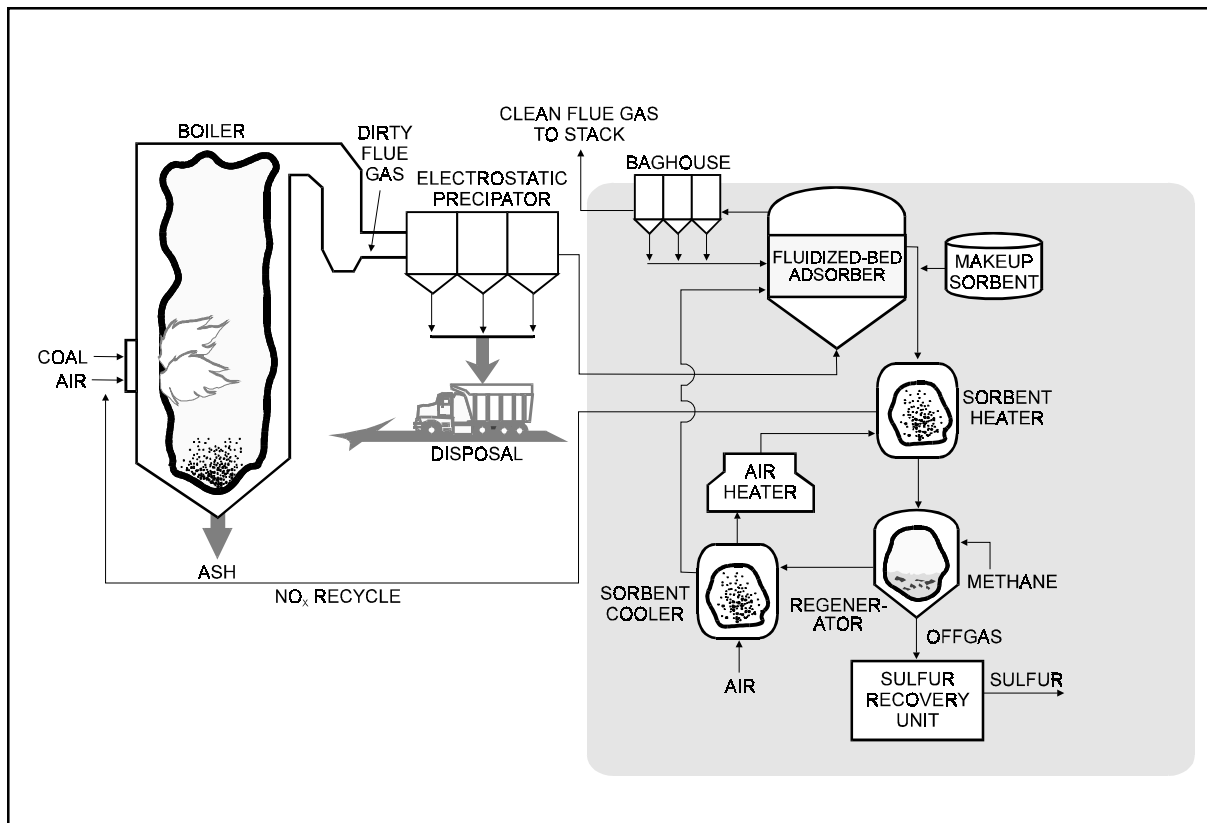 BOILER
DIRTY
FLUE
GAS
ELECTROSTATIC
PRECIPATOR
CLEAN FLUE GAS
TO STACK
BAGHOUSE
FLUIDIZED-BED
ADSORBER
MAKEUP
SORBENT
COAL
AIR
DISPOSAL
SORBENT
HEATER
AIR
HEATER
ASH
NOx RECYCLE
SORBENT
COOLER
REGENER-
ATOR
METHANE
OFFGAS
AIR
SULFUR
RECOVERY
UNIT
SULFUR